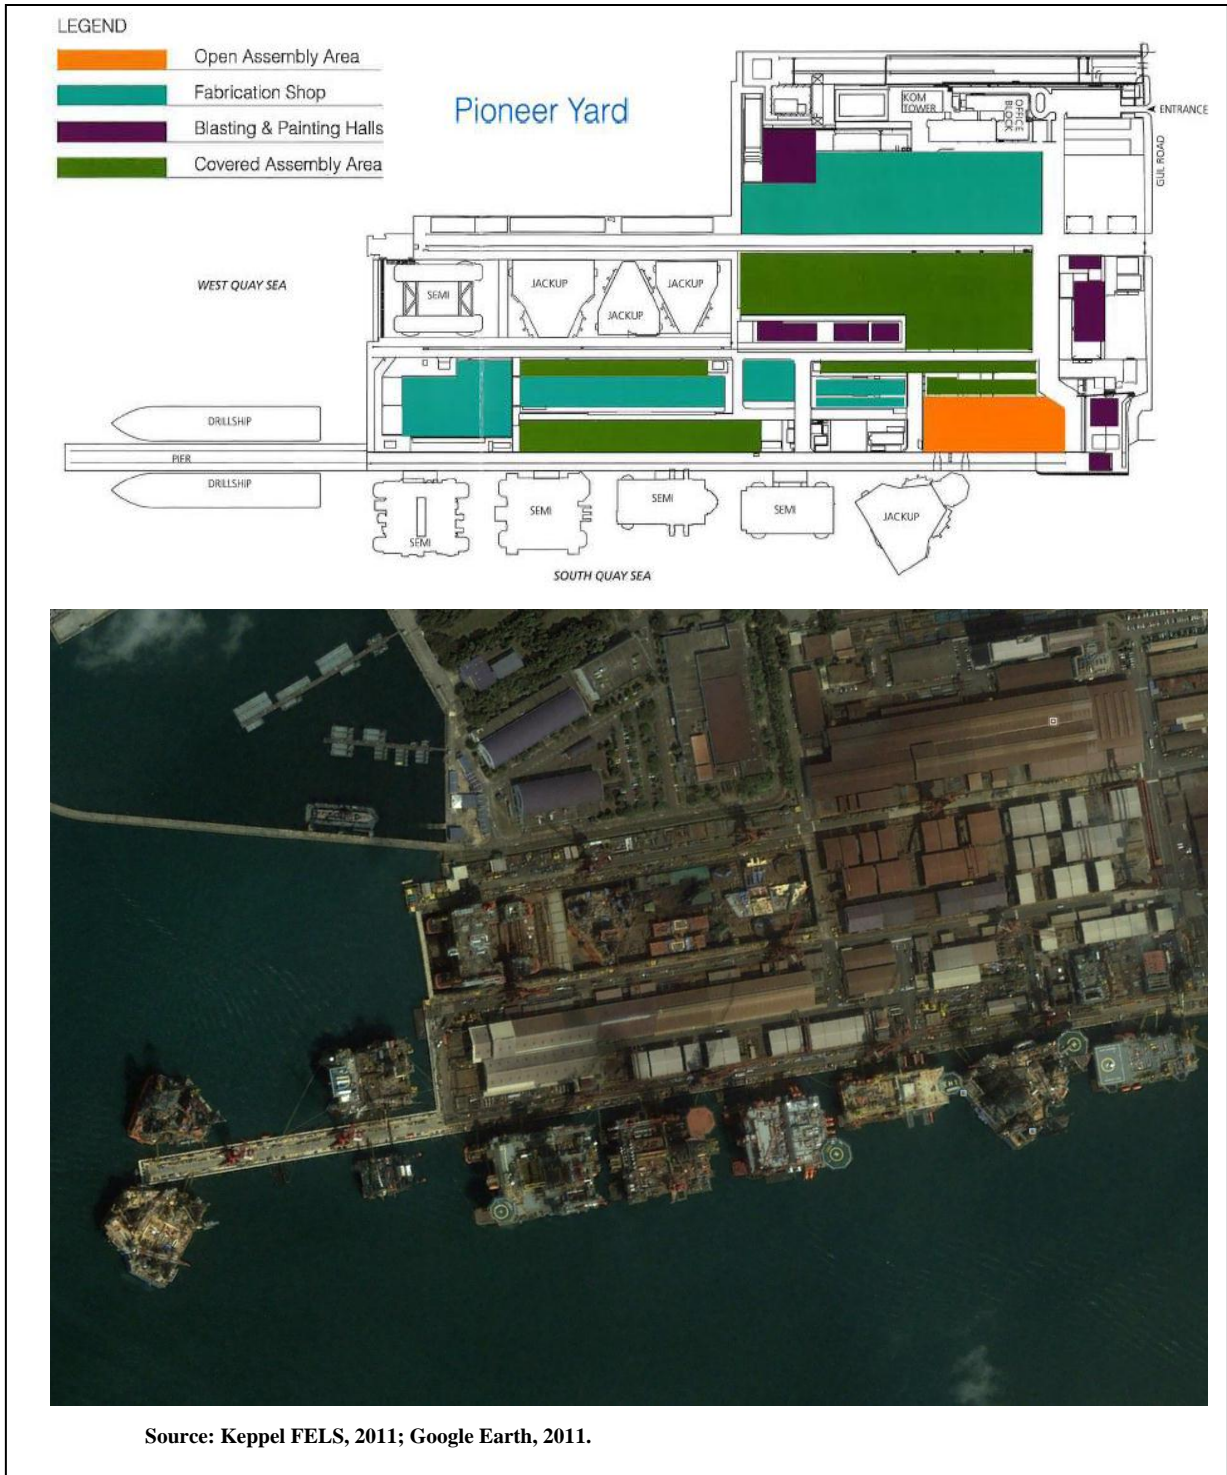 LEGEND
Open Assembly Area
Fabrication Shop
Blasting & Painting Halls
Covered Assembly Area
Pioneer Yard
KOM
TOWER
OFFICE
BLOCK
ENTRANCE
GUL ROAD
WEST QUAY SEA
SEMI
JACKUP
JACKUP
JACKUP
DRILLSHIP
PIER
DRILLSHIP
SEMI
SEMI
SEMI
SEMI
JACKUP
SOUTH QUAY SEA
Source: Keppel FELS, 2011; Google Earth, 2011.